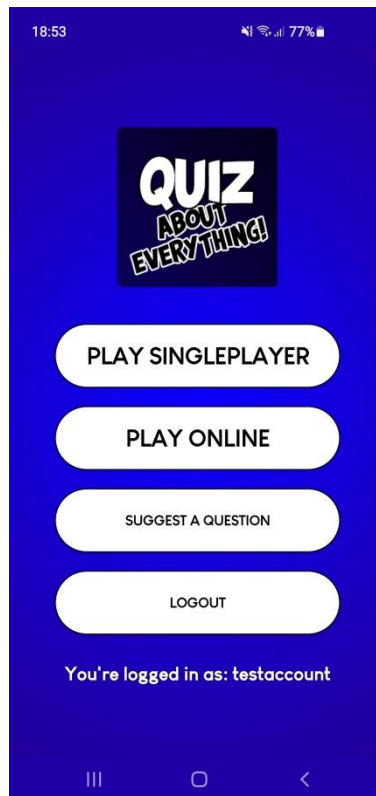 18:53
77%
QUIZ
ABOUT
EVERYTHING!
PLAY SINGLEPLAYER
PLAY ONLINE
SUGGEST A QUESTION
LOGOUT
You're logged in as: testaccount